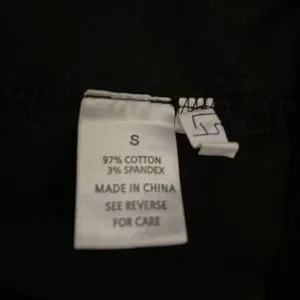 S
97% COTTON
3% SPANDEX
MADE IN CHINA
SEE REVERSE
FOR CARE